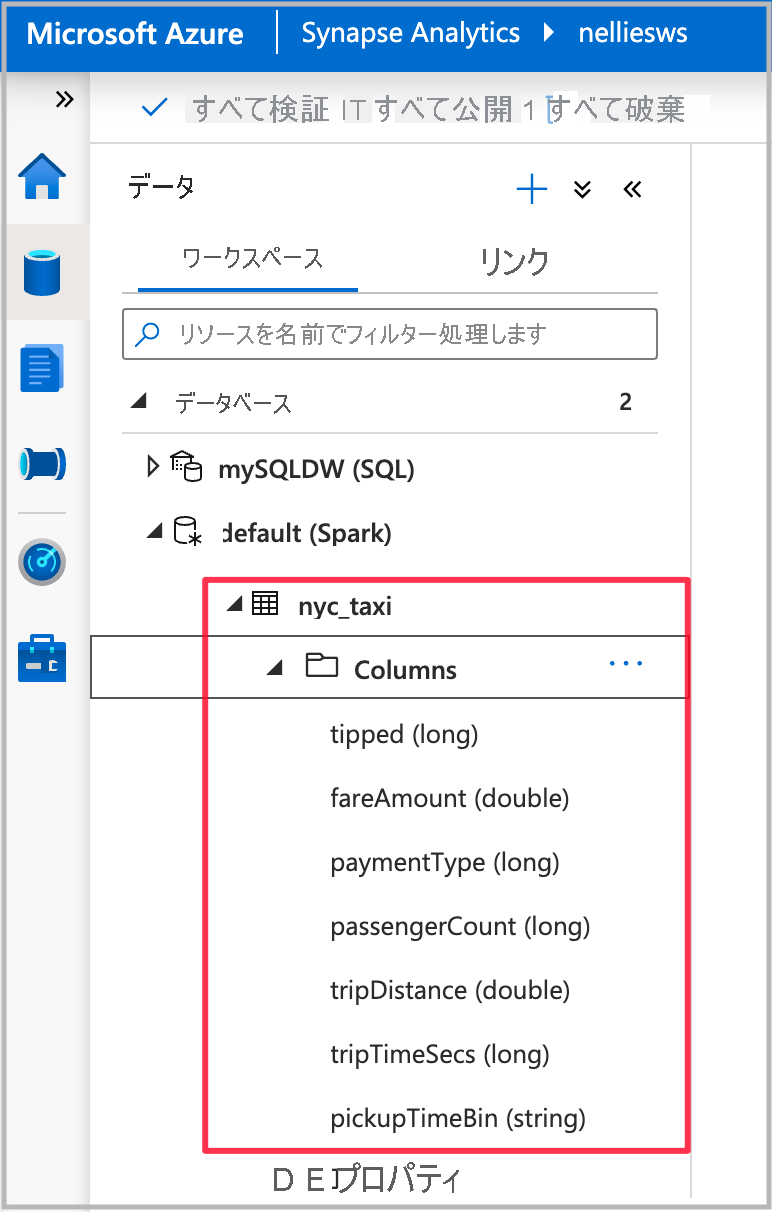 Microsoft Azure Synapse Analytics nelliesws
すべて検証 IT すべて公開 1 すべて破棄
データ
ワークスペース リンク
リソースを名前でフィルター処理します
データベース 2
mySQLDW (SQL)
default (Spark)
nyc_taxi
Columns ...
tipped (long)
fareAmount (double)
paymentType (long)
passengerCount (long)
tripDistance (double)
tripTimeSecs (long)
pickupTimeBin (string)
D E プロパティ